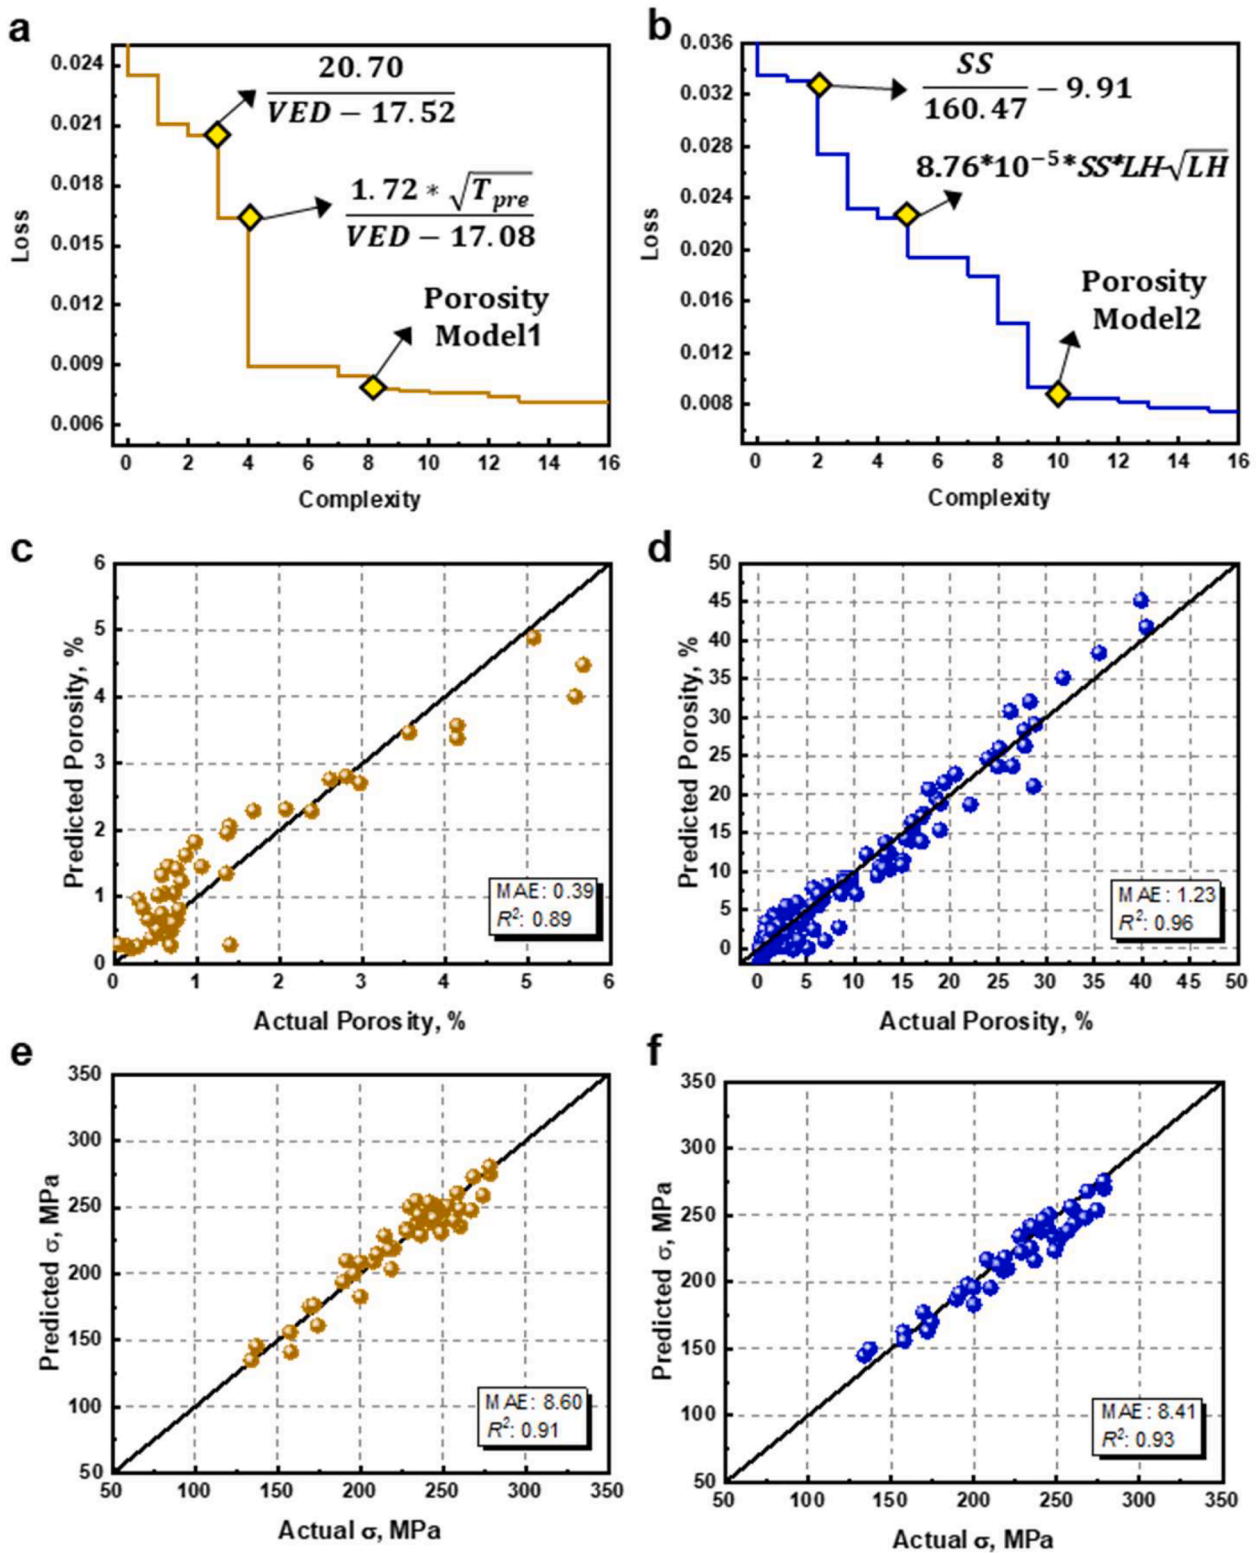 a
0.024
0.021
0.018
0.015
0.012
0.009
0.006
Loss
20.70
VED − 17.52
1.72 * √T_pre
VED − 17.08
Porosity
Model1
0 2 4 6 8 10 12 14 16
Complexity
b
0.036
0.032
0.028
0.024
0.020
0.016
0.012
0.008
Loss
SS
160.47 − 9.91
8.76*10⁻⁵*SS*LH√LH
Porosity
Model2
0 2 4 6 8 10 12 14 16
Complexity
c
6
5
4
3
2
1
0
Predicted Porosity, %
MAE: 0.39
R²: 0.89
0 1 2 3 4 5 6
Actual Porosity, %
d
50
45
40
35
30
25
20
15
10
5
0
Predicted Porosity, %
MAE: 1.23
R²: 0.96
0 5 10 15 20 25 30 35 40 45 50
Actual Porosity, %
e
350
300
250
200
150
100
50
Predicted σ, MPa
MAE: 8.60
R²: 0.91
50 100 150 200 250 300 350
Actual σ, MPa
f
350
300
250
200
150
100
50
Predicted σ, MPa
MAE: 8.41
R²: 0.93
50 100 150 200 250 300 350
Actual σ, MPa